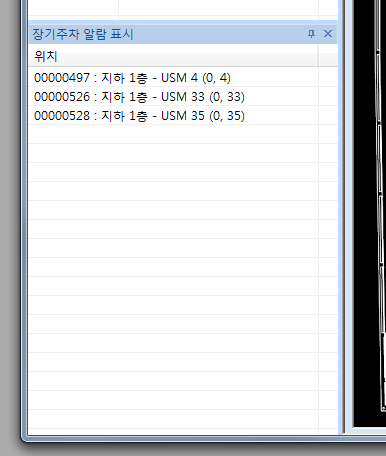 장기주차 알람 표시
위치
00000497 : 지하 1층 - USM 4 (0, 4)
00000526 : 지하 1층 - USM 33 (0, 33)
00000528 : 지하 1층 - USM 35 (0, 35)